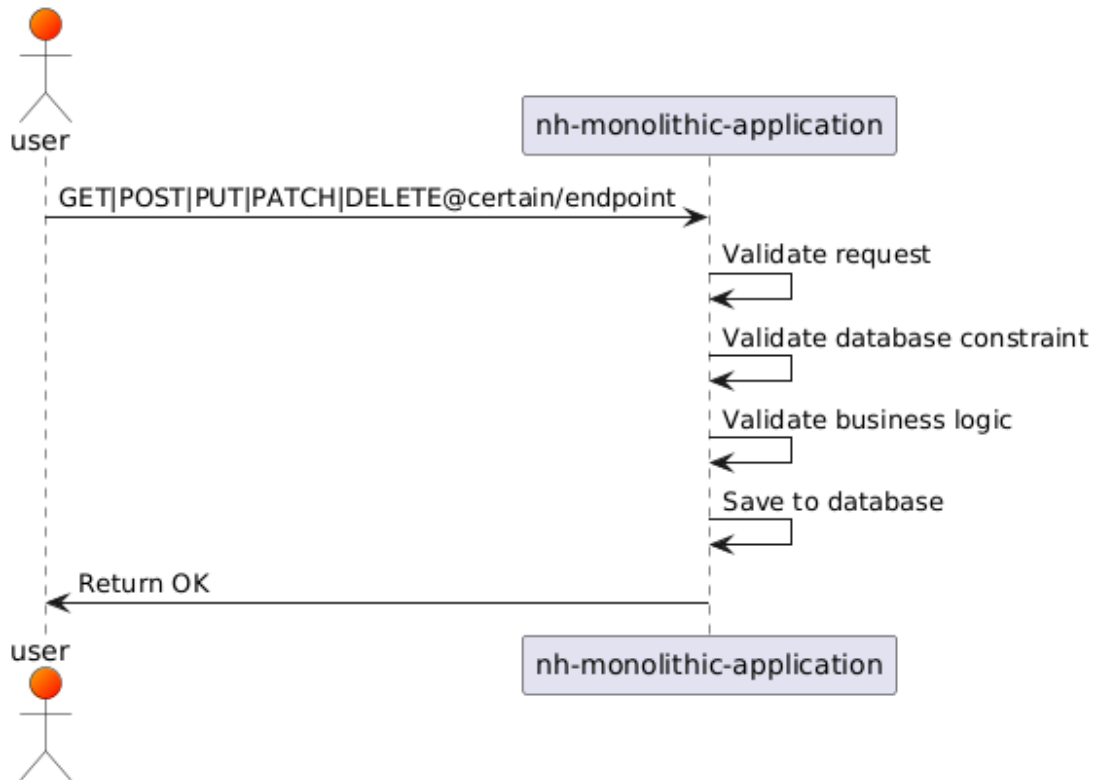 user
nh-monolithic-application
GET|POST|PUT|PATCH|DELETE@certain/endpoint
Validate request
Validate database constraint
Validate business logic
Save to database
Return OK
user
nh-monolithic-application